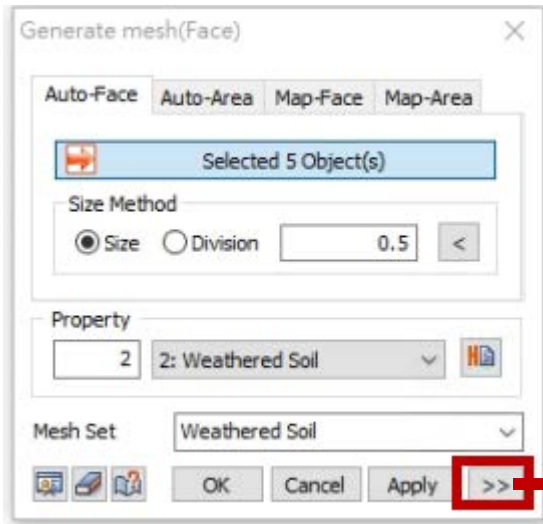 Generate mesh(Face)
Auto-Face Auto-Area Map-Face Map-Area
Selected 5 Object(s)
Size Method
Size Division 0.5 <
Property
2 2: Weathered Soil
Mesh Set Weathered Soil
OK Cancel Apply >>